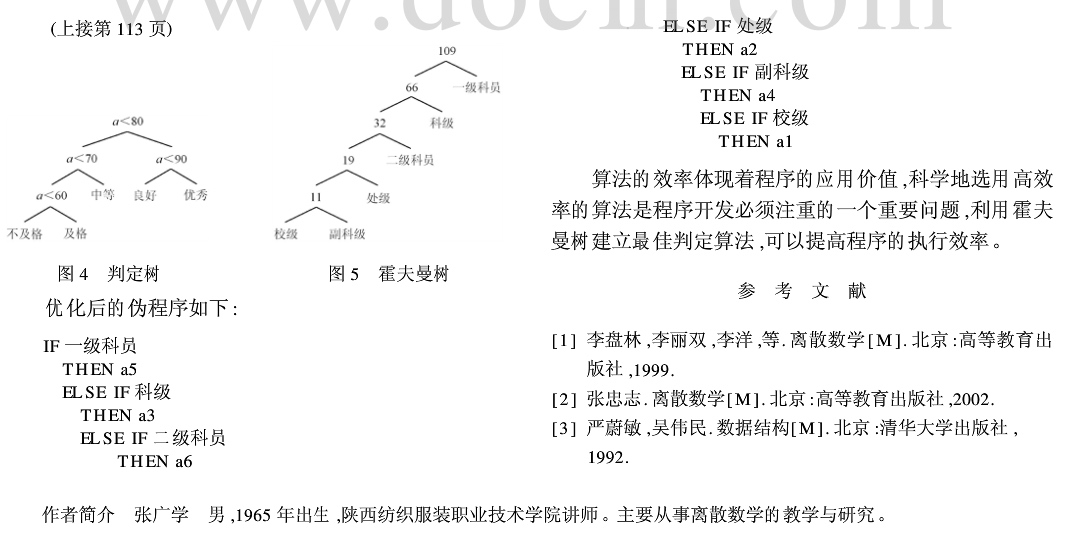 www.docin.com
(上接第 113 页)
109
66 一级科员
32 科级
19 二级科员
11 处级
校级 副科级
图 5 霍夫曼树
a<80
a<70 a<90
a<60 中等 良好 优秀
不及格 及格
图 4 判定树
优化后的伪程序如下:
IF 一级科员
THEN a5
ELSE IF 科级
THEN a3
ELSE IF 二级科员
THEN a6
ELSE IF 处级
THEN a2
ELSE IF 副科级
THEN a4
ELSE IF 校级
THEN a1
算法的效率体现着程序的应用价值,科学地选用高效
率的算法是程序开发必须注重的一个重要问题,利用霍夫
曼树建立最佳判定算法,可以提高程序的执行效率。
参 考 文 献
[1] 李盘林,李丽双,李洋,等.离散数学[M].北京:高等教育出
版社,1999.
[2] 张忠志.离散数学[M].北京:高等教育出版社,2002.
[3] 严蔚敏,吴伟民.数据结构[M].北京:清华大学出版社,
1992.
作者简介 张广学 男,1965 年出生,陕西纺织服装职业技术学院讲师。主要从事离散数学的教学与研究。